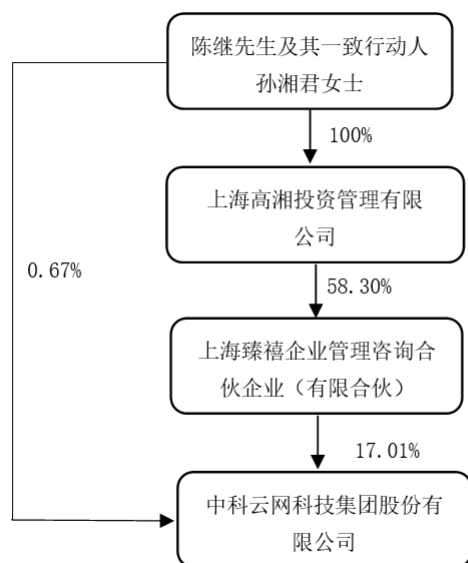 陈继先生及其一致行动人
孙湘君女士
100%
上海高湘投资管理有限
公司
0.67%
58.30%
上海臻禧企业管理咨询合
伙企业（有限合伙）
17.01%
中科云网科技集团股份有
限公司